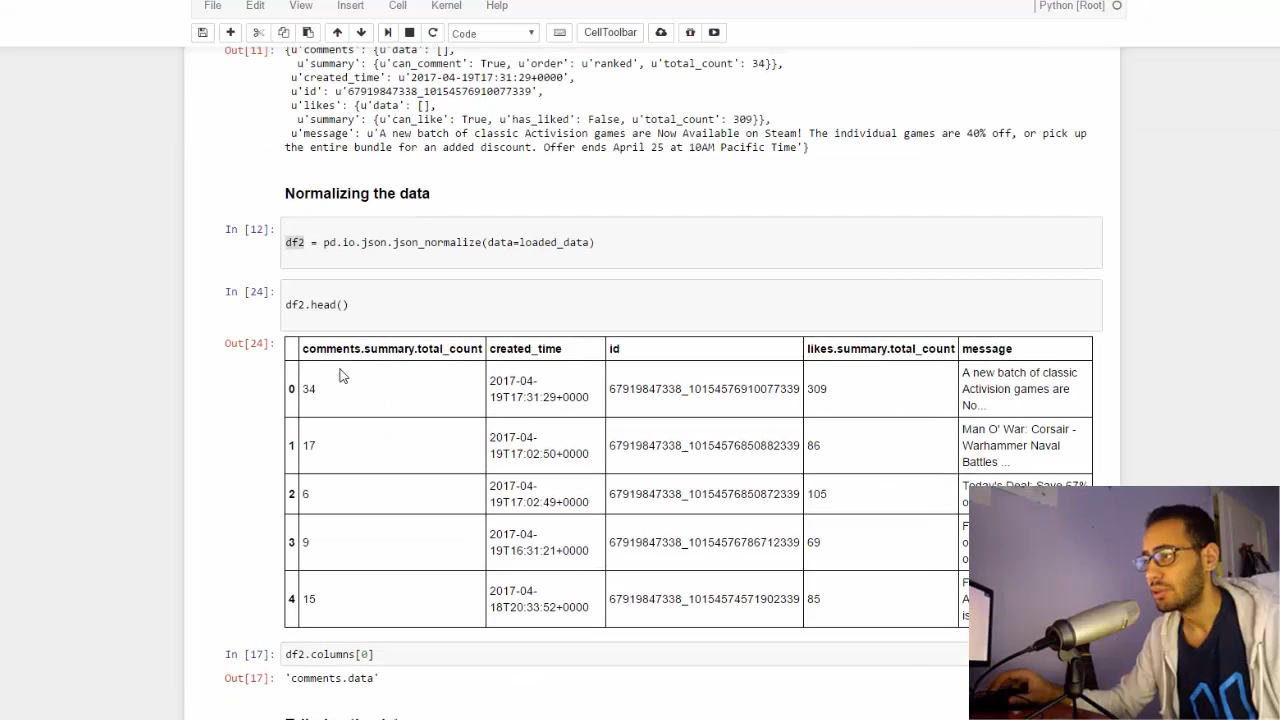 File Edit View Insert Cell Kernel Help Python [Root]
Code CellToolbar
Out[11]: {u'comments': {u'data': [],
u'summary': {u'can_comment': True, u'order': u'ranked', u'total_count': 34}},
u'created_time': u'2017-04-19T17:31:29+0000',
u'id': u'67919847338_10154576910077339',
u'likes': {u'data': [],
u'summary': {u'can_like': True, u'has_liked': False, u'total_count': 309}},
u'message': u'A new batch of classic Activision games are Now Available on Steam! The individual games are 40% off, or pick up
the entire bundle for an added discount. Offer ends April 25 at 10AM Pacific Time'}
Normalizing the data
In [12]: df2 = pd.io.json.json_normalize(data=loaded_data)
In [24]: df2.head()
Out[24]: comments.summary.total_count created_time id likes.summary.total_count message
0 34 2017-04-19T17:31:29+0000 67919847338_10154576910077339 309 A new batch of classic Activision games are No...
1 17 2017-04-19T17:02:50+0000 67919847338_10154576850882339 86 Man O' War: Corsair - Warhammer Naval Battles ...
2 6 2017-04-19T17:02:49+0000 67919847338_10154576850872339 105 Today's Deal: Save 67%
3 9 2017-04-19T16:31:21+0000 67919847338_10154576786712339 69
4 15 2017-04-18T20:33:52+0000 67919847338_10154574571902339 85
In [17]: df2.columns[0]
Out[17]: 'comments.data'